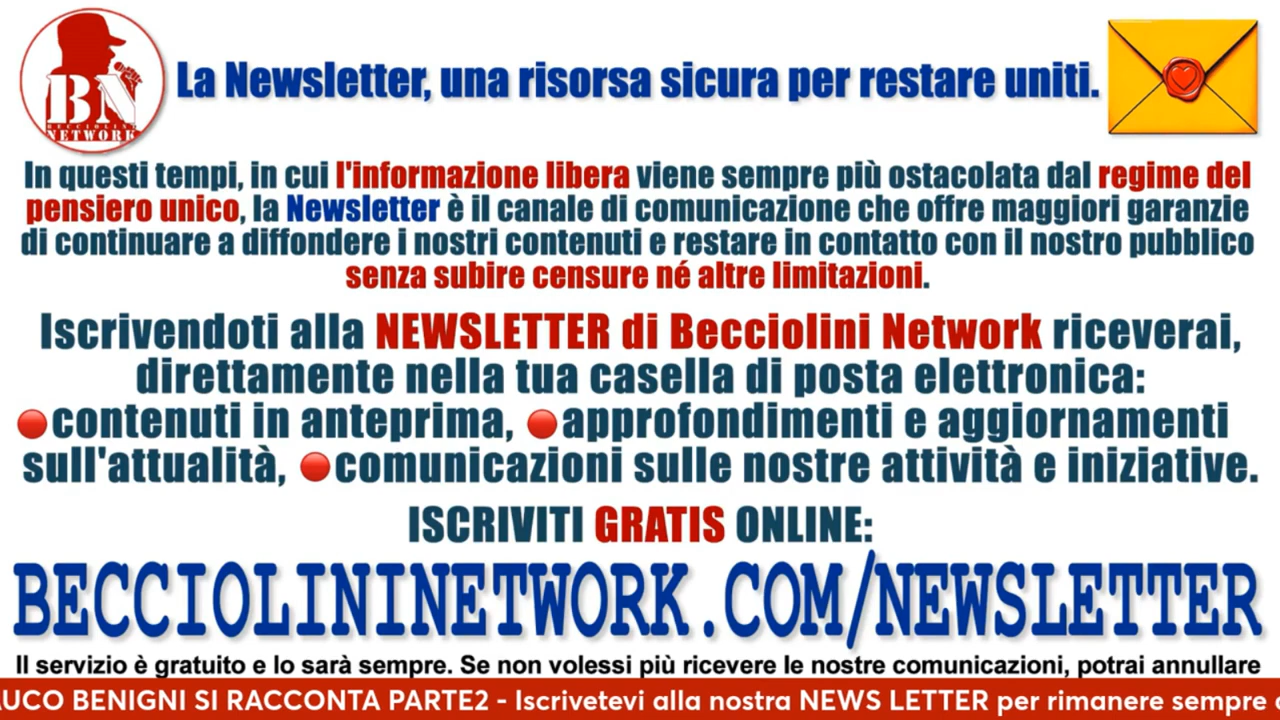 BN
BECCIOLINI
NETWORK
La Newsletter, una risorsa sicura per restare uniti.
In questi tempi, in cui l'informazione libera viene sempre più ostacolata dal regime del
pensiero unico, la Newsletter è il canale di comunicazione che offre maggiori garanzie
di continuare a diffondere i nostri contenuti e restare in contatto con il nostro pubblico
senza subire censure né altre limitazioni.
Iscrivendoti alla NEWSLETTER di Becciolini Network riceverai,
direttamente nella tua casella di posta elettronica:
🔴contenuti in anteprima, 🔴approfondimenti e aggiornamenti
sull'attualità, 🔴comunicazioni sulle nostre attività e iniziative.
ISCRIVITI GRATIS ONLINE:
BECCIOLININETWORK.COM/NEWSLETTER
Il servizio è gratuito e lo sarà sempre. Se non volessi più ricevere le nostre comunicazioni, potrai annullare
AUCO BENIGNI SI RACCONTA PARTE2 - Iscrivetevi alla nostra NEWS LETTER per rimanere sempre